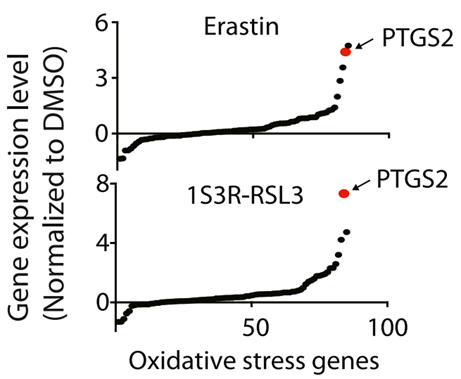 Gene expression level
(Normalized to DMSO)
Erastin
PTGS2
6
3
0
1S3R-RSL3
PTGS2
8
4
0
50
100
Oxidative stress genes